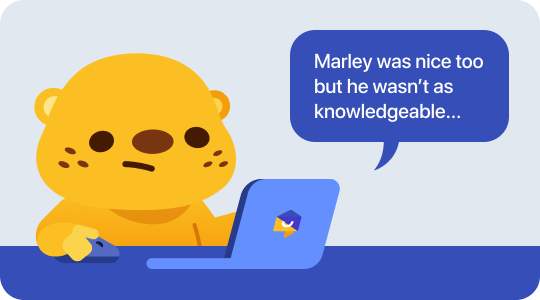 Marley was nice too
but he wasn’t as
knowledgeable...